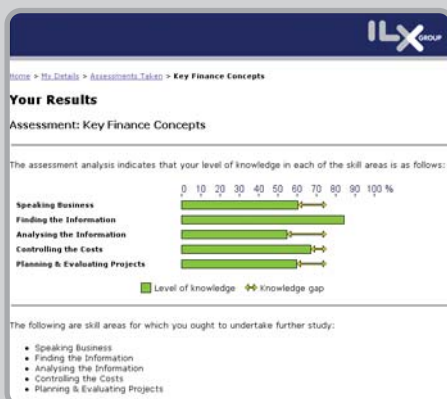 ILX GROUP
Home > My Details > Assessments Taken > Key Finance Concepts
Your Results
Assessment: Key Finance Concepts
The assessment analysis indicates that your level of knowledge in each of the skill areas is as follows:
0 10 20 30 40 50 60 70 80 90 100 %
Speaking Business
Finding the Information
Analysing the Information
Controlling the Costs
Planning & Evaluating Projects
Level of knowledge Knowledge gap
The following are skill areas for which you ought to undertake further study:
• Speaking Business
• Finding the Information
• Analysing the Information
• Controlling the Costs
• Planning & Evaluating Projects